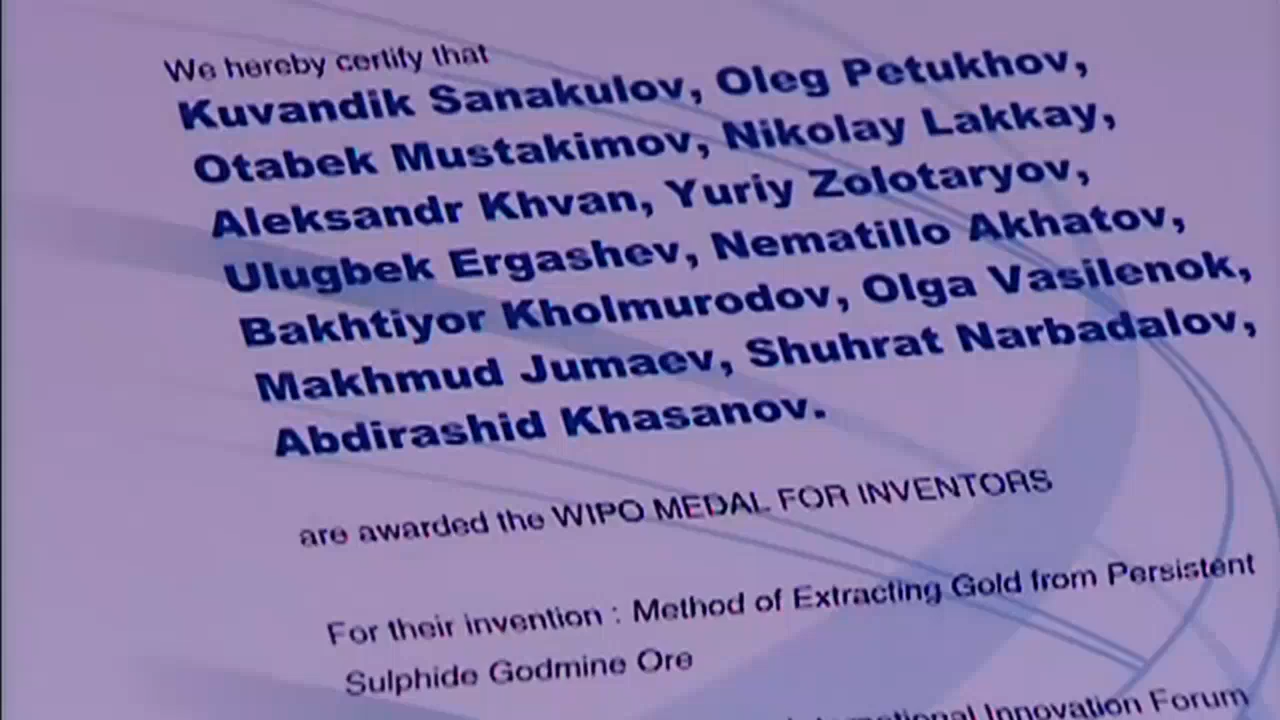 We hereby certify that
Kuvandik Sanakulov, Oleg Petukhov,
Otabek Mustakimov, Nikolay Lakkay,
Aleksandr Khvan, Yuriy Zolotaryov,
Ulugbek Ergashev, Nematillo Akhatov,
Bakhtiyor Kholmurodov, Olga Vasilenok,
Makhmud Jumaev, Shuhrat Narbadalov,
Abdirashid Khasanov.
are awarded the WIPO MEDAL FOR INVENTORS
For their invention : Method of Extracting Gold from Persistent
Sulphide Godmine Ore
Innovation Forum